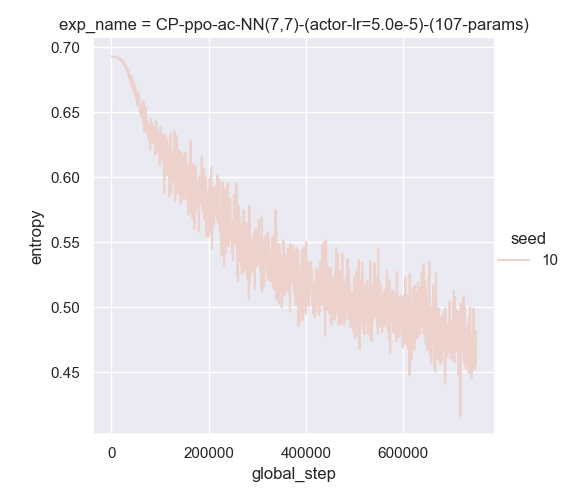 exp_name = CP-ppo-ac-NN(7,7)-(actor-lr=5.0e-5)-(107-params)
0.70
0.65
0.60
0.55
0.50
0.45
entropy
0
200000
400000
600000
global_step
seed
10